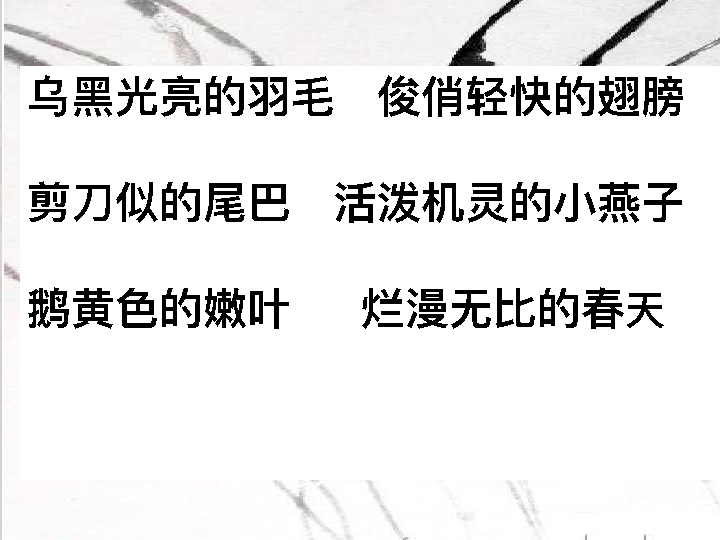 乌黑光亮的羽毛　俊俏轻快的翅膀
剪刀似的尾巴　活泼机灵的小燕子
鹅黄色的嫩叶　烂漫无比的春天